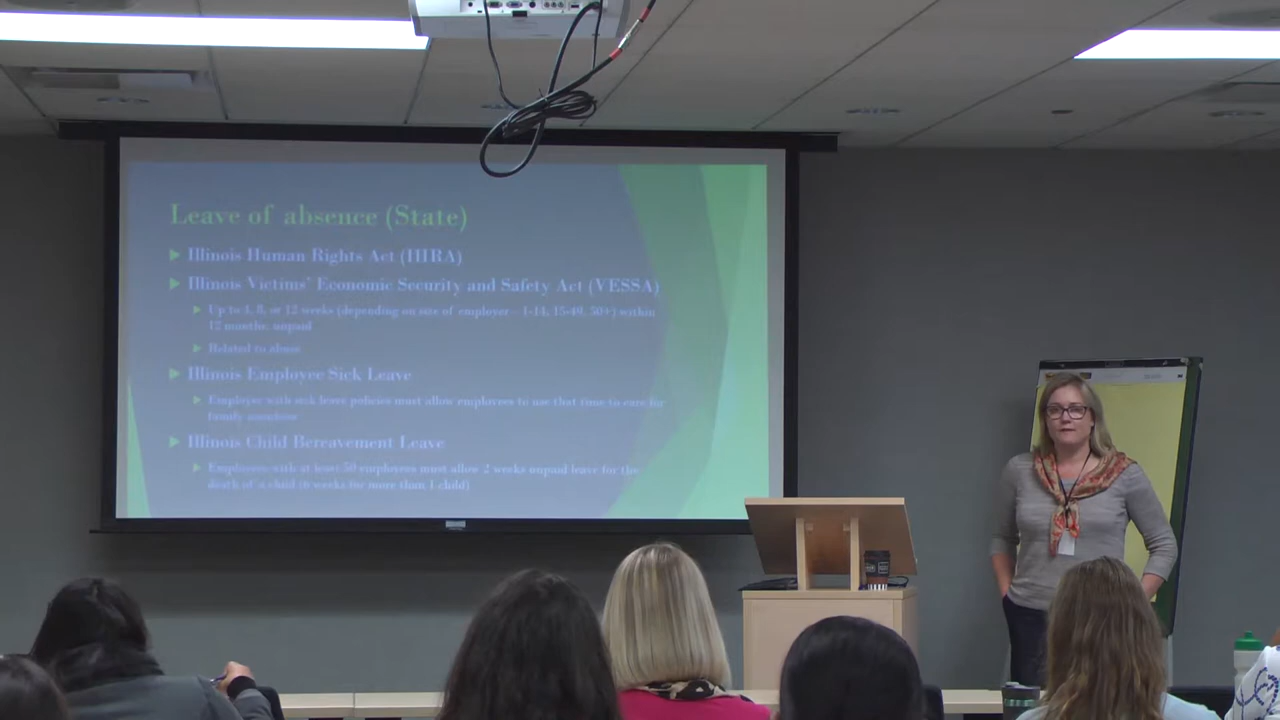 Leave of absence (State)
Illinois Human Rights Act (IHRA)
Illinois Victims' Economic Security and Safety Act (VESSA)
Up to 4, 8, or 12 weeks (depending on size of employer - 1-14, 15-49, 50+) within
12 months, unpaid
Related to abuse
Illinois Employee Sick Leave
Employers with sick leave policies must allow employees to use that time to care for
family members
Illinois Child Bereavement Leave
Employers with at least 50 employees must allow 2 weeks unpaid leave for the
death of a child (6 weeks for more than 1 child)